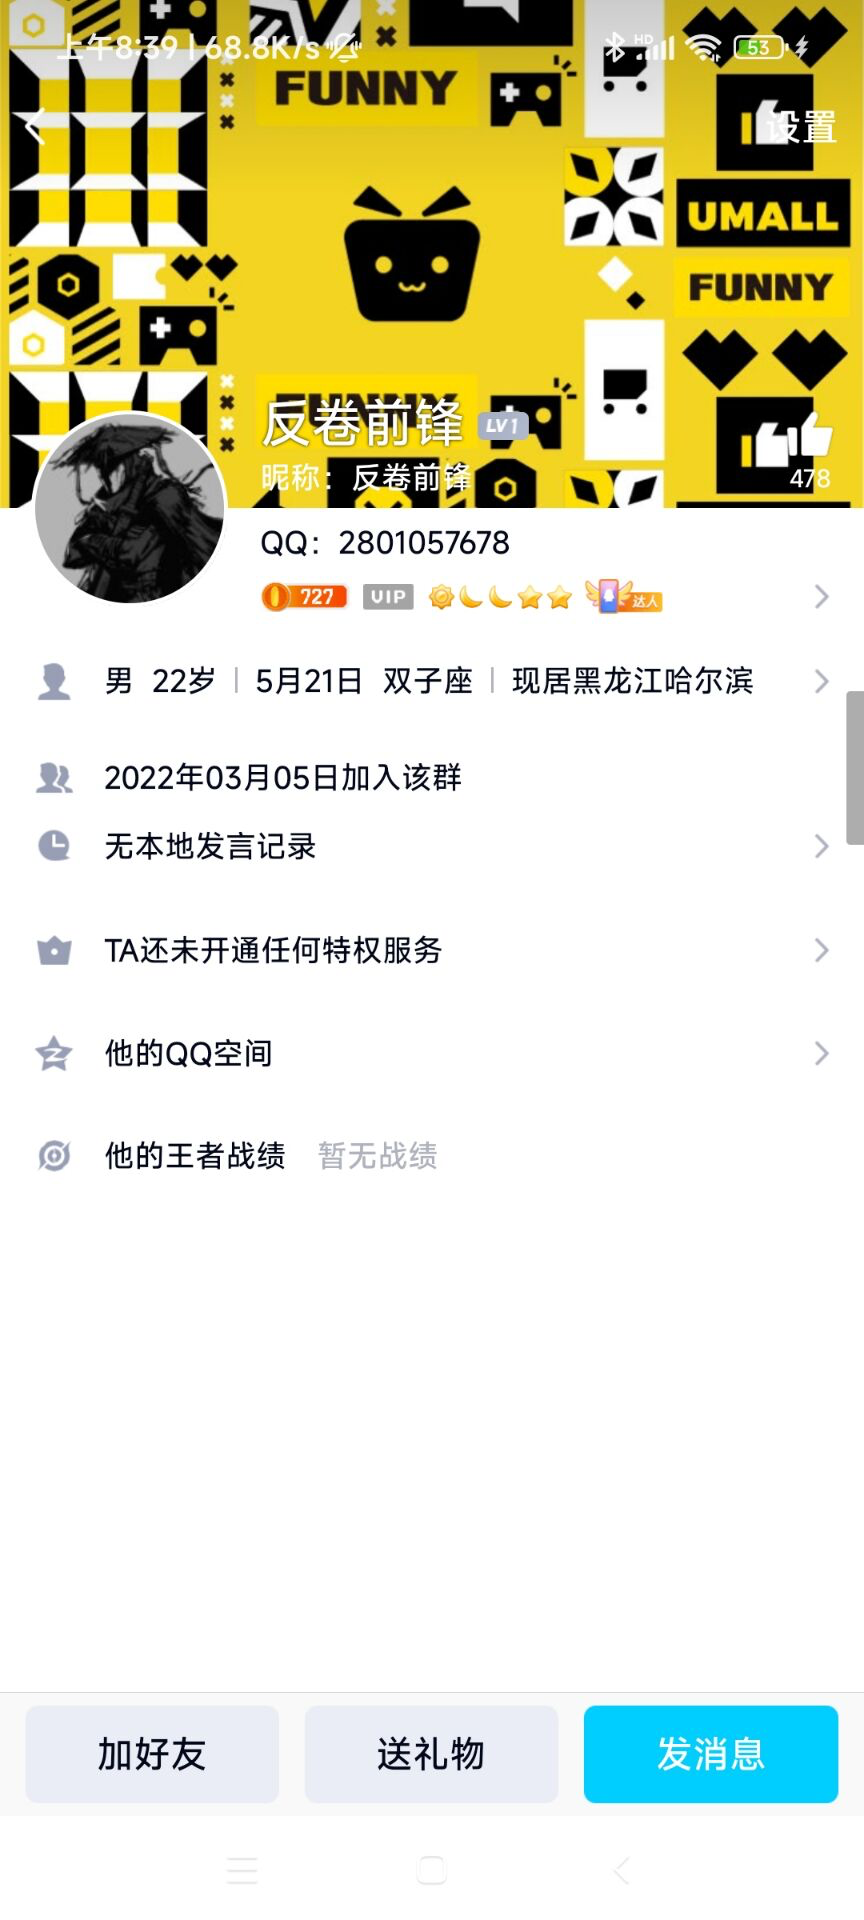 上午8:39 | 68.8K/s
HD
53
FUNNY
设置
UMALL
FUNNY
反卷前锋 LV1
昵称：反卷前锋
478
QQ：2801057678
727 VIP 达人
男 22岁 | 5月21日 双子座 | 现居黑龙江哈尔滨
2022年03月05日加入该群
无本地发言记录
TA还未开通任何特权服务
他的QQ空间
他的王者战绩 暂无战绩
加好友 送礼物 发消息